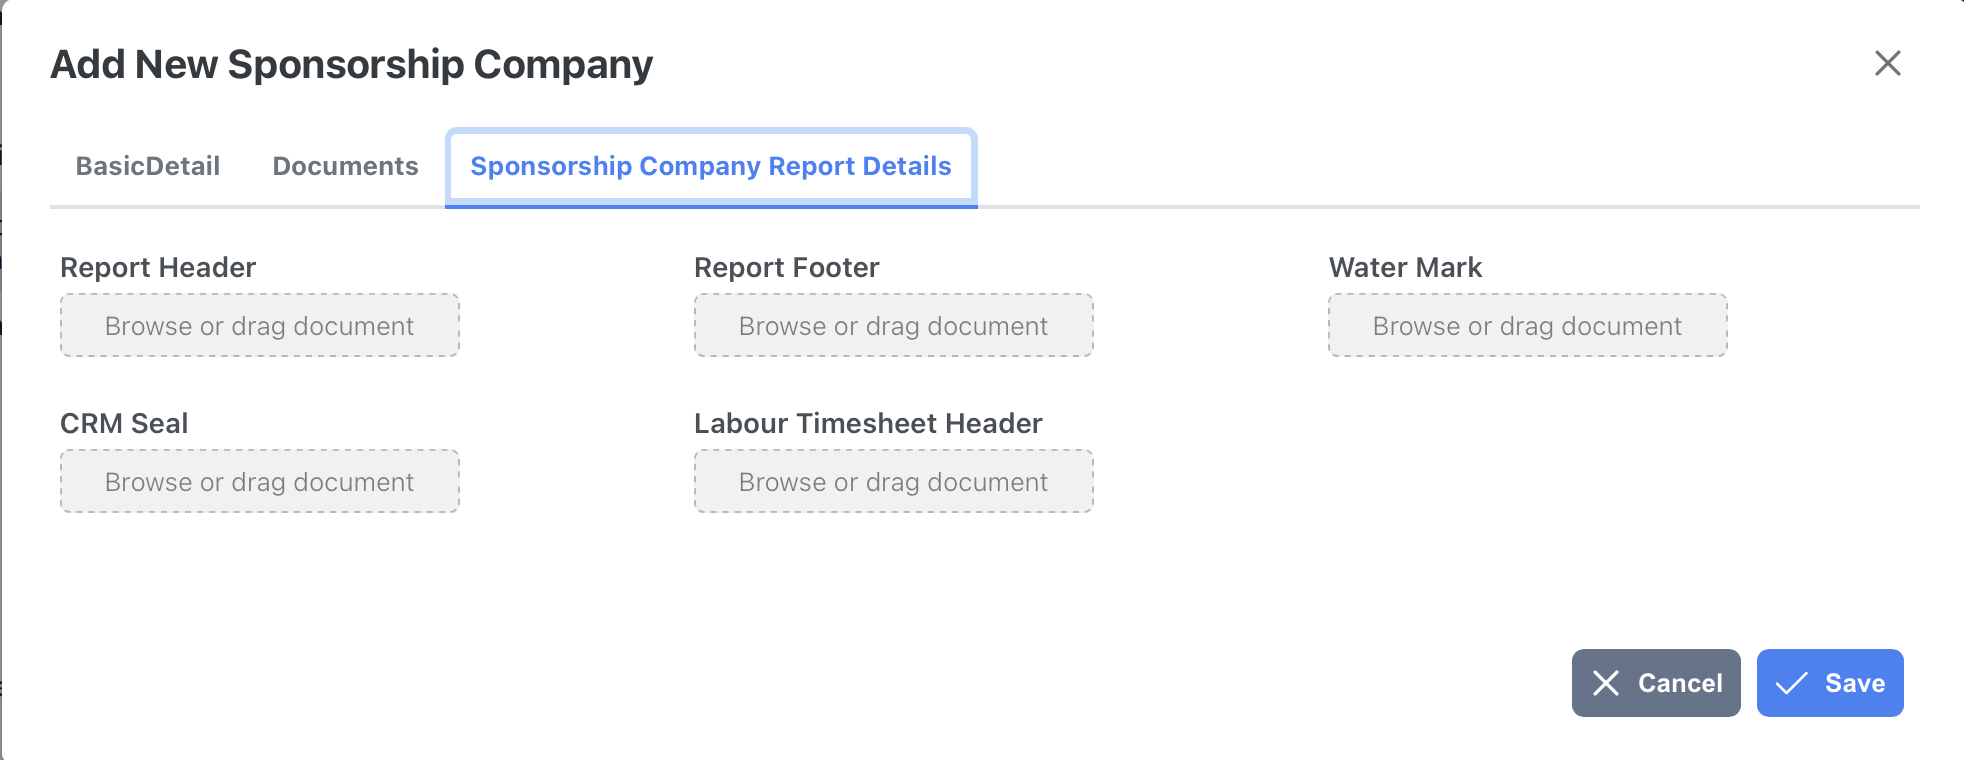 Add New Sponsorship Company
BasicDetail Documents Sponsorship Company Report Details
Report Header Report Footer Water Mark
Browse or drag document Browse or drag document Browse or drag document
CRM Seal Labour Timesheet Header
Browse or drag document Browse or drag document
Cancel Save